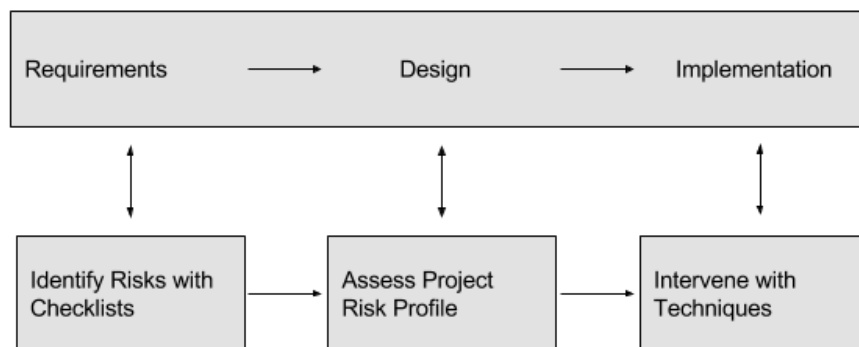 Requirements
Design
Implementation
Identify Risks with
Checklists
Assess Project
Risk Profile
Intervene with
Techniques